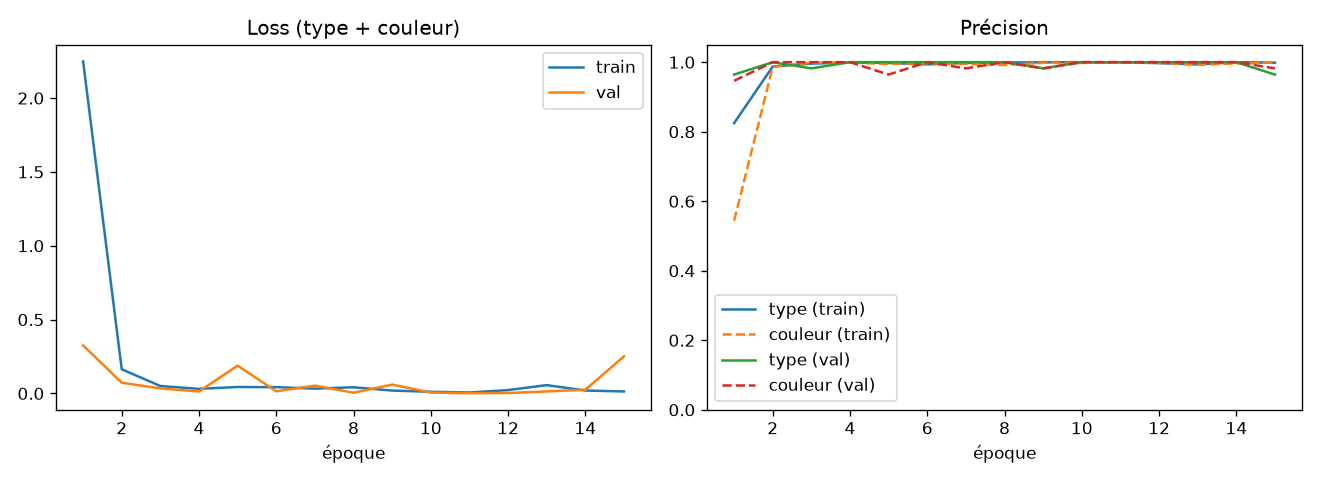 Loss (type + couleur)
train
val
2.0
1.5
1.0
0.5
0.0
2 4 6 8 10 12 14
époque
Précision
1.0
0.8
0.6
0.4
0.2
0.0
type (train)
couleur (train)
type (val)
couleur (val)
2 4 6 8 10 12 14
époque